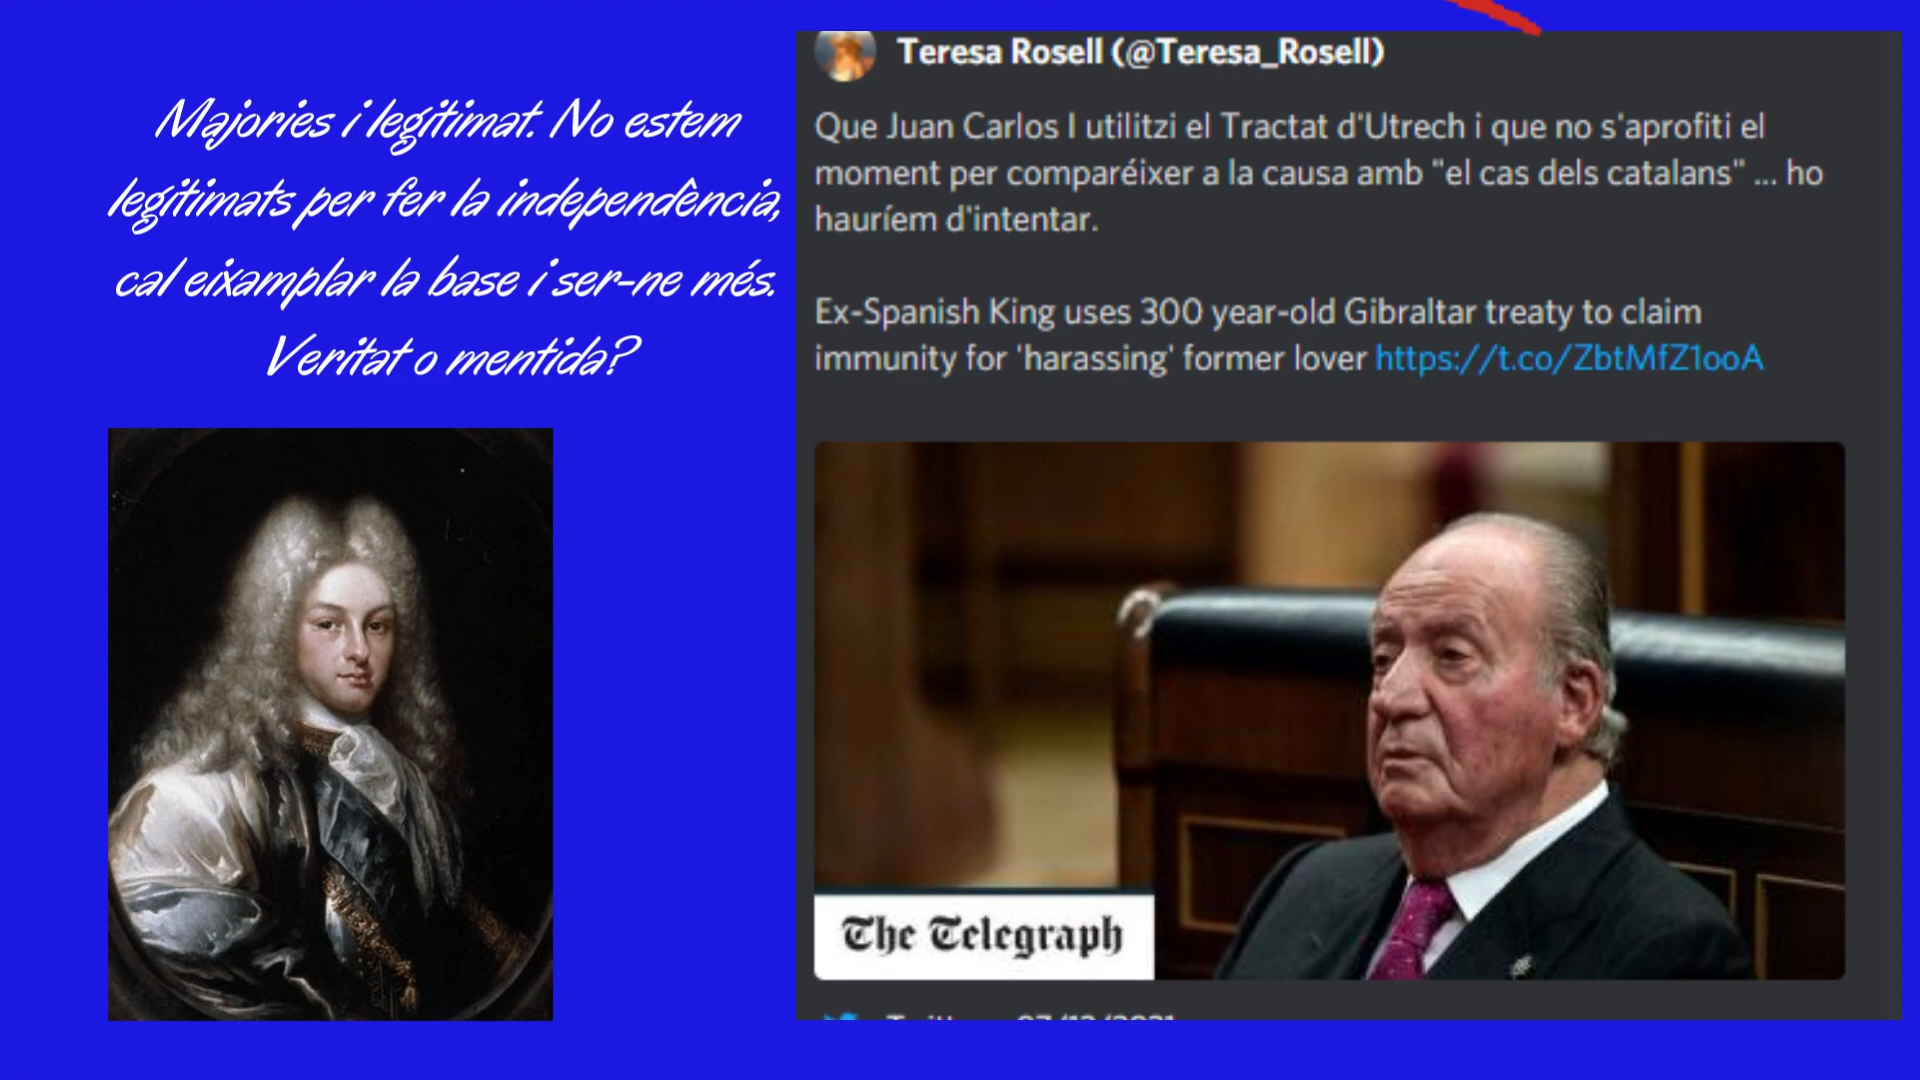 Majories i legitimat. No estem
legitimats per fer la independència,
cal eixamplar la base i ser-ne més.
Veritat o mentida?
Teresa Rosell (@Teresa_Rosell)
Que Juan Carlos I utilitzi el Tractat d'Utrech i que no s'aprofiti el
moment per comparéixer a la causa amb "el cas dels catalans" ... ho
hauríem d'intentar.
Ex-Spanish King uses 300 year-old Gibraltar treaty to claim
immunity for 'harassing' former lover https://t.co/ZbtMfZ1ooA
The Telegraph